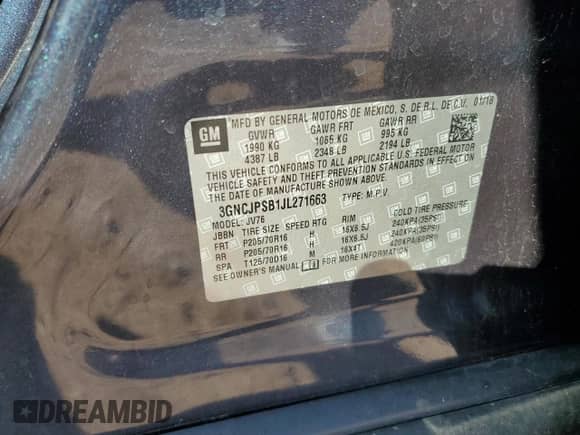 GM
MFD BY GENERAL MOTORS DE MEXICO, S. DE R.L. DE C.V. 01/18
GVWR GAWR FRT GAWR RR
1990 KG 1065 KG 995 KG
4387 LB 2348 LB 2194 LB
THIS VEHICLE CONFORMS TO ALL APPLICABLE U.S. FEDERAL MOTOR
VEHICLE SAFETY, BUMPER, AND THEFT PREVENTION STANDARDS IN
EFFECT ON THE DATE OF MANUFACTURE SHOWN ABOVE.
3GNCJPSB1JL271663 TYPE: M.P.V.
MODEL: JV76
JBBN TIRE SIZE SPEED RTG RIM COLD TIRE PRESSURE
FRT P205/70R16 H 16X6.5J 240KPA(35PSI)
RR P205/70R16 H 16X6.5J 240KPA(35PSI)
SPA T125/70D16 M 16X4T 420KPA(60PSI)
SEE OWNER'S MANUAL FOR MORE INFORMATION
DREAMBID